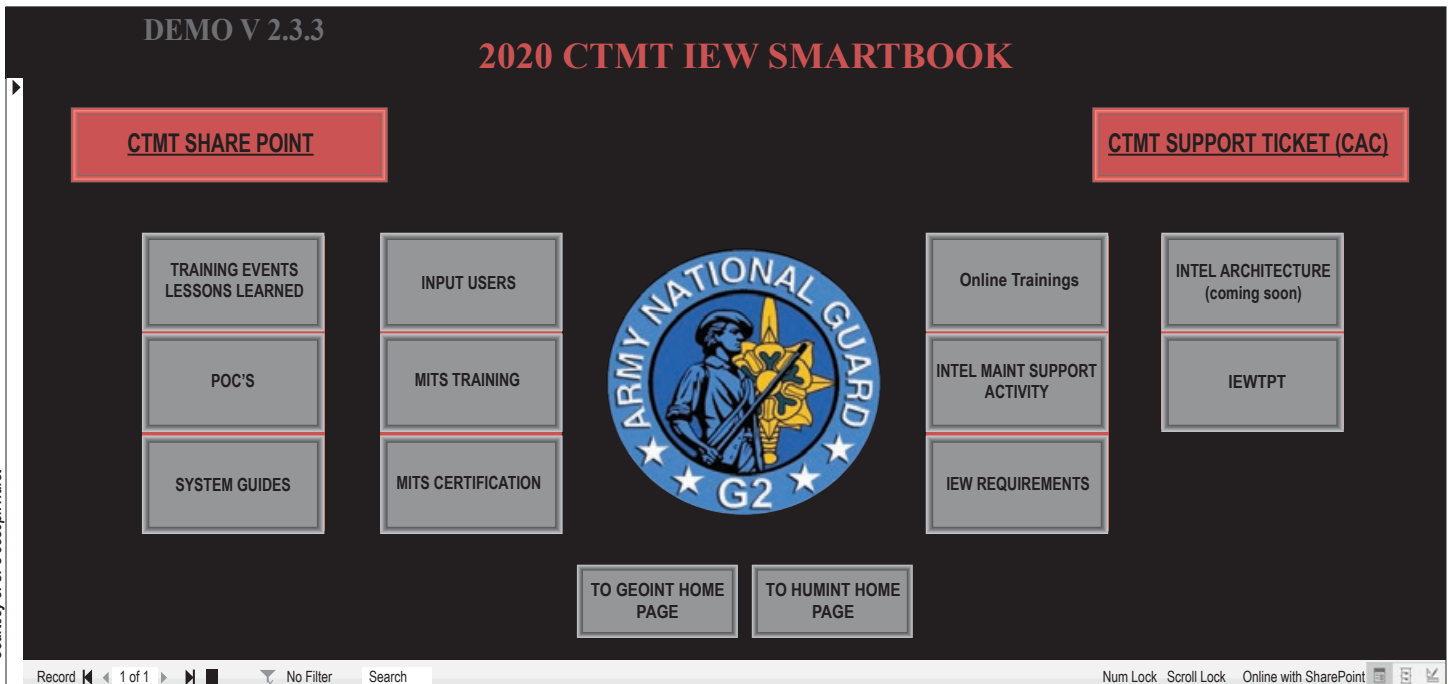 DEMO V 2.3.3
2020 CTMT IEW SMARTBOOK
CTMT SHARE POINT
CTMT SUPPORT TICKET (CAC)
TRAINING EVENTS
LESSONS LEARNED
INPUT USERS
Online Trainings
INTEL ARCHITECTURE
(coming soon)
POC'S
MITS TRAINING
INTEL MAINT SUPPORT
ACTIVITY
IEWTPT
SYSTEM GUIDES
MITS CERTIFICATION
IEW REQUIREMENTS
ARMY NATIONAL GUARD
G2
TO GEOINT HOME
PAGE
TO HUMINT HOME
PAGE
Record 1 of 1 No Filter Search Num Lock Scroll Lock Online with SharePoint